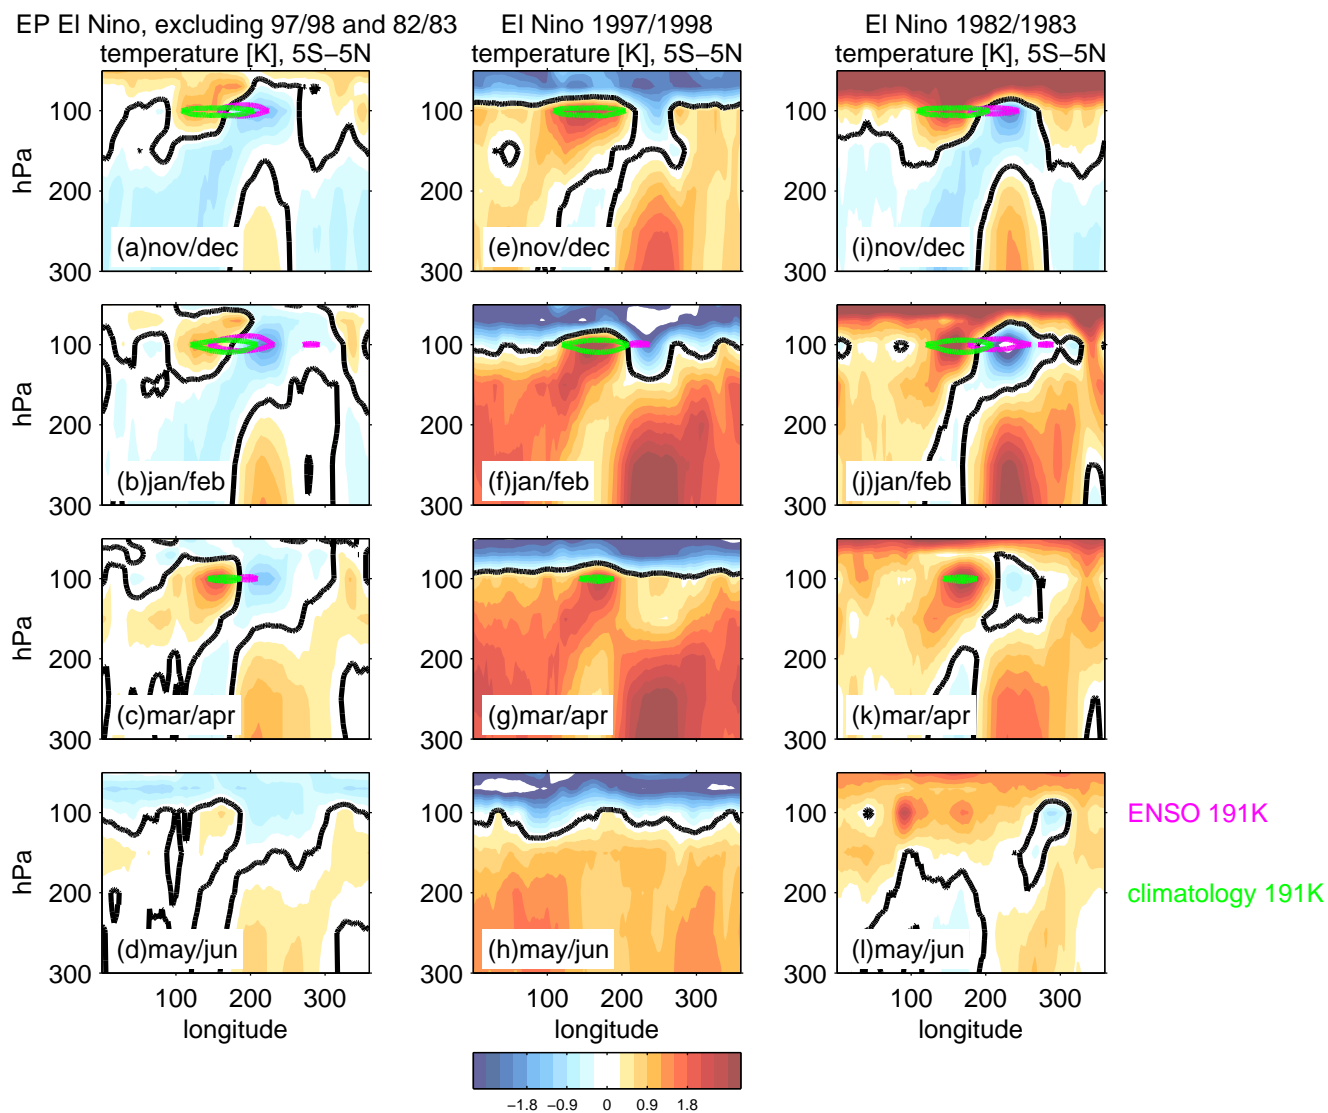 EP El Nino, excluding 97/98 and 82/83
temperature [K], 5S−5N
El Nino 1997/1998
temperature [K], 5S−5N
El Nino 1982/1983
temperature [K], 5S−5N
hPa
100
200
300
(a)nov/dec
100
200
300
(e)nov/dec
100
200
300
(i)nov/dec
hPa
100
200
300
(b)jan/feb
100
200
300
(f)jan/feb
100
200
300
(j)jan/feb
hPa
100
200
300
(c)mar/apr
100
200
300
(g)mar/apr
100
200
300
(k)mar/apr
hPa
100
200
300
(d)may/jun
100
200
300
(h)may/jun
100
200
300
(l)may/jun
ENSO 191K
climatology 191K
100 200 300
longitude
100 200 300
longitude
100 200 300
longitude
−1.8 −0.9 0 0.9 1.8